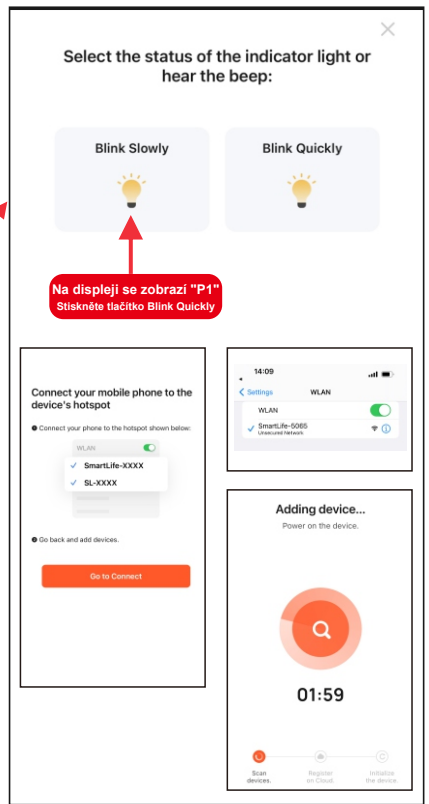 Select the status of the indicator light or
hear the beep:
Blink Slowly
Blink Quickly
Na displeji se zobrazí "P1"
Stiskněte tlačítko Blink Quickly
Connect your mobile phone to the
device's hotspot
❶ Connect your phone to the hotspot shown below:
WLAN
✓ SmartLife-XXXX
✓ SL-XXXX
❷ Go back and add devices.
Go to Connect
14:09
Settings
WLAN
WLAN
✓ SmartLife-5065
Unsecured Network
Adding device...
Power on the device.
01:59
Scan
devices.
Register
on Cloud.
Initialize
the device.